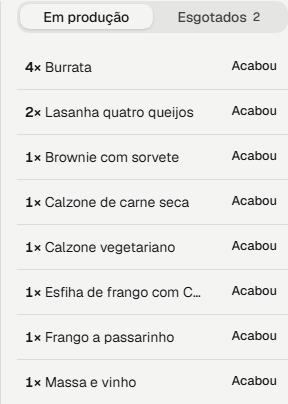 Em produção Esgotados 2
4× Burrata Acabou
2× Lasanha quatro queijos Acabou
1× Brownie com sorvete Acabou
1× Calzone de carne seca Acabou
1× Calzone vegetariano Acabou
1× Esfiha de frango com C... Acabou
1× Frango a passarinho Acabou
1× Massa e vinho Acabou